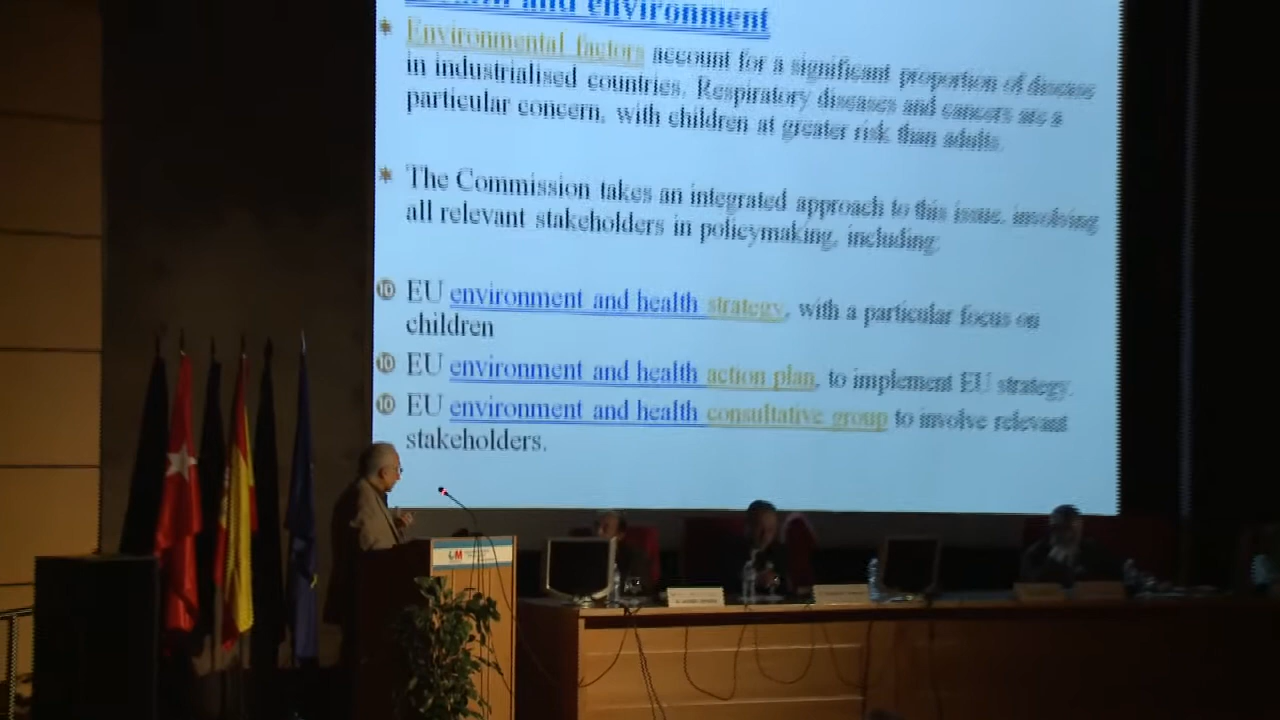 and environment
Environmental factors account for a significant proportion of disease
in industrialised countries. Respiratory diseases and cancers are a
particular concern, with children at greater risk than adults.
The Commission takes an integrated approach to this issue, involving
all relevant stakeholders in policymaking, including:
10 EU environment and health strategy, with a particular focus on
children
10 EU environment and health action plan, to implement EU strategy.
10 EU environment and health consultative group to involve relevant
stakeholders.